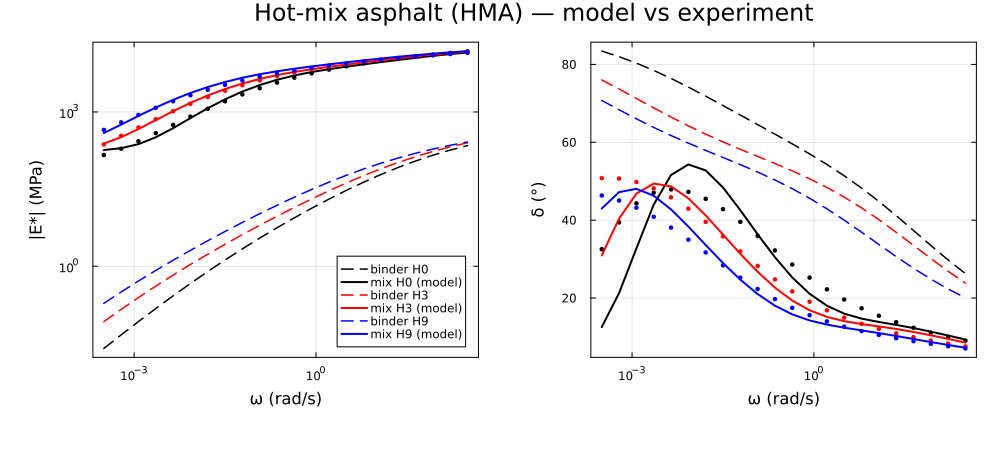 Hot-mix asphalt (HMA) — model vs experiment
|E*| (MPa)
10³
10⁰
binder H0
mix H0 (model)
binder H3
mix H3 (model)
binder H9
mix H9 (model)
10⁻³
10⁰
ω (rad/s)
δ (°)
80
60
40
20
10⁻³
10⁰
ω (rad/s)